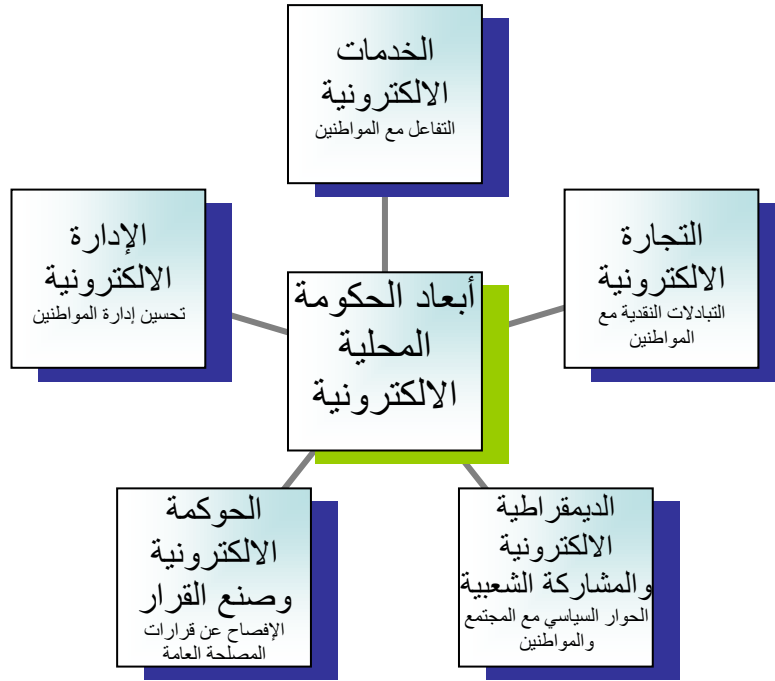 الخدمات
الالكترونية
التفاعل مع المواطنين
الإدارة
الالكترونية
تحسين إدارة المواطنين
التجارة
الالكترونية
التبادلات النقدية مع
المواطنين
أبعاد الحكومة
المحلية
الالكترونية
الحوكمة
الالكترونية
وصنع القرار
الإفصاح عن قرارات
المصلحة العامة
الديمقراطية
الالكترونية
والمشاركة الشعبية
الحوار السياسي مع المجتمع
والمواطنين